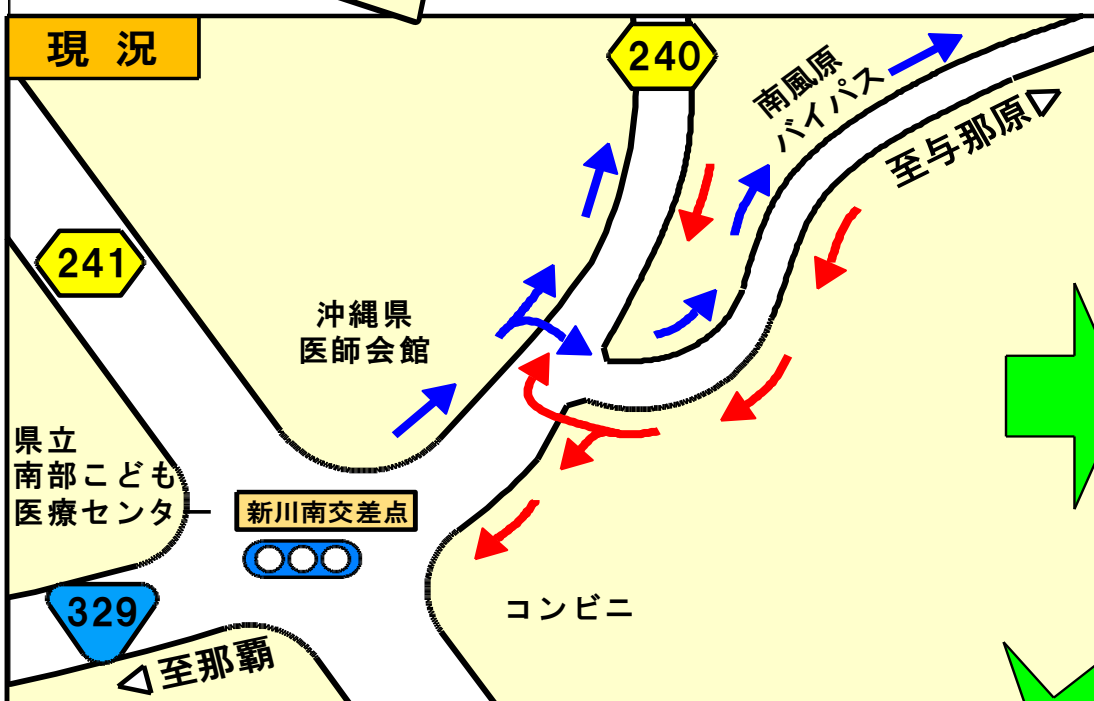 現況
240
南風原
バイパス
至与那原
241
沖縄県
医師会館
県立
南部こども
医療センター
新川南交差点
329
コンビニ
至那覇